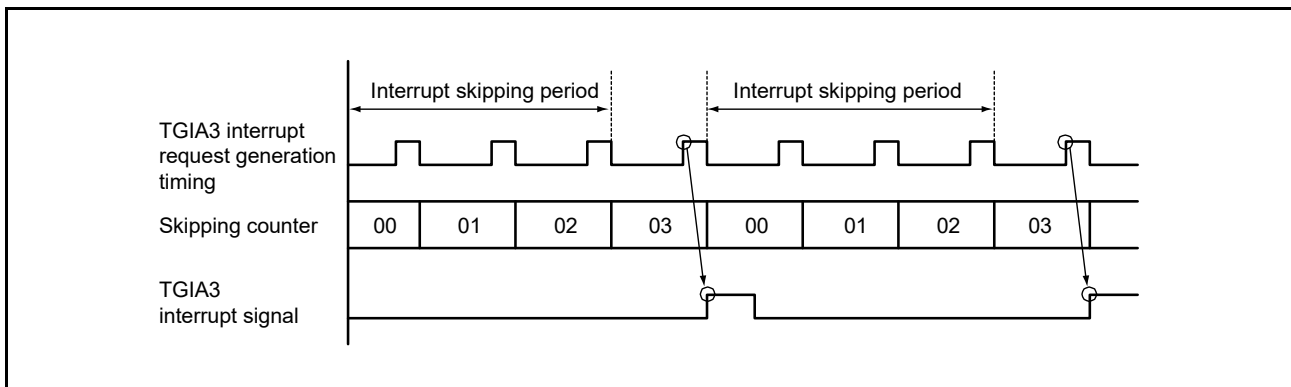 Interrupt skipping period
Interrupt skipping period
TGIA3 interrupt
request generation
timing
Skipping counter
00 01 02 03 00 01 02 03
TGIA3
interrupt signal